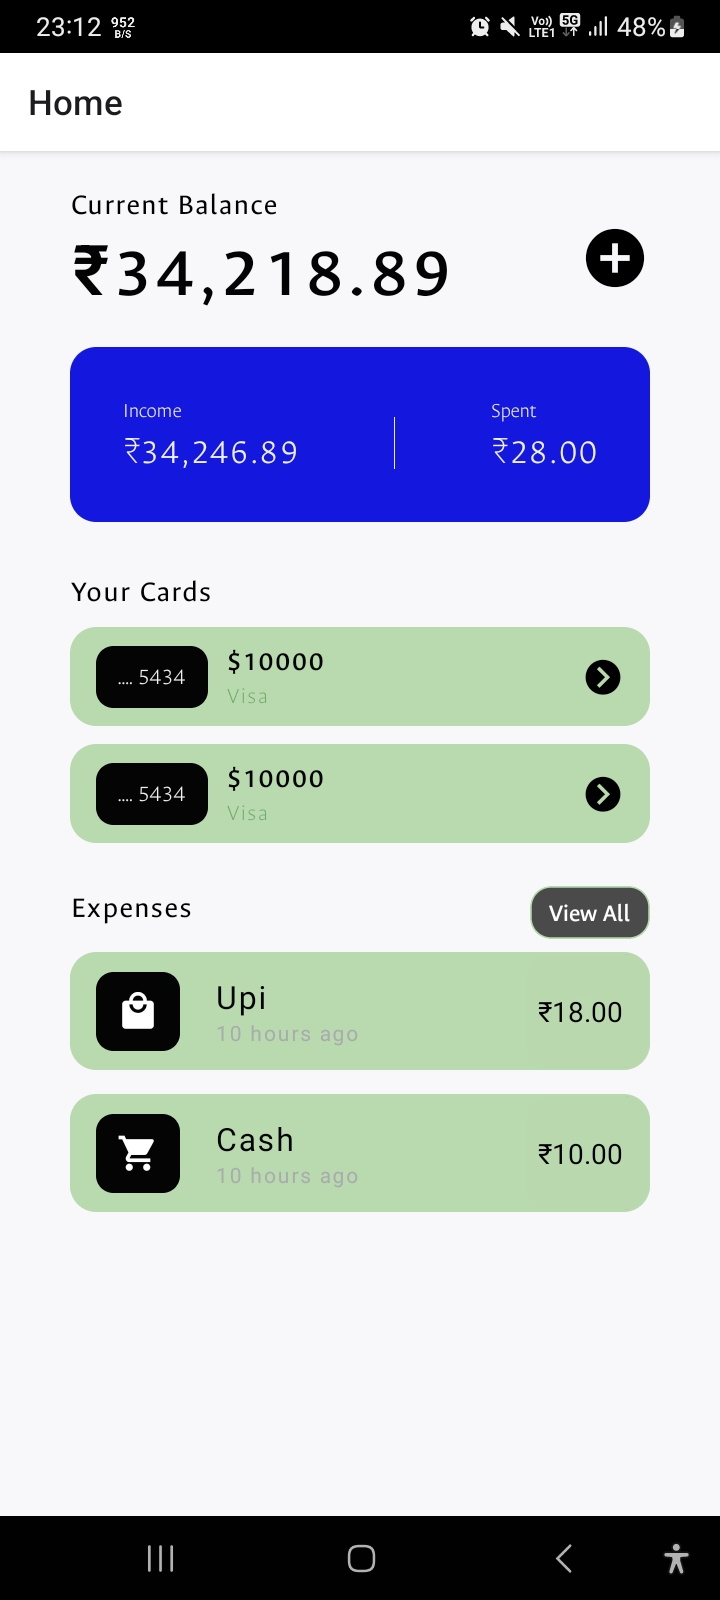 23:12 952 B/S Vo)) LTE1 5G 48%
Home
Current Balance
₹34,218.89
Income Spent
₹34,246.89 ₹28.00
Your Cards
.... 5434 $10000
Visa
.... 5434 $10000
Visa
Expenses View All
Upi ₹18.00
10 hours ago
Cash ₹10.00
10 hours ago